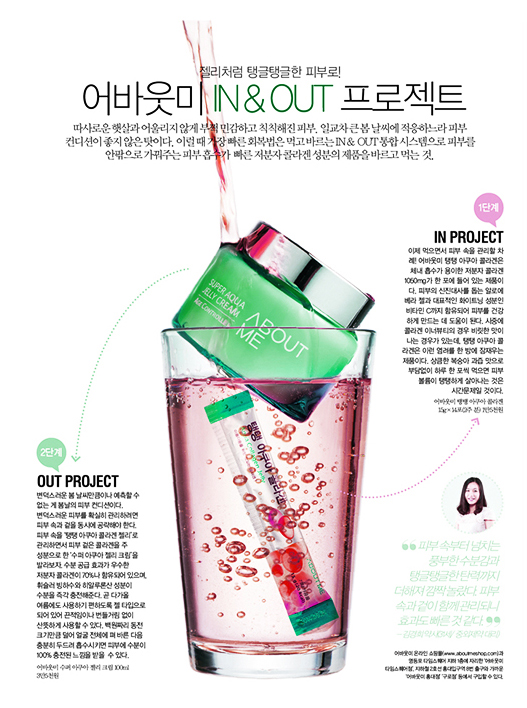 젤리처럼 탱글탱글한 피부로!
어바웃미 IN & OUT 프로젝트
따사로운 햇살과 어울리지 않게 부쩍 민감하고 칙칙해진 피부. 일교차 큰 봄 날씨에 적응하느라 피부
컨디션이 좋지 않은 탓이다. 이럴 때 가장 빠른 회복법은 먹고 바르는 IN & OUT 통합 시스템으로 피부를
안팎으로 가꿔주는 피부 흡수가 빠른 저분자 콜라겐 성분의 제품을 바르고 먹는 것.
1단계
IN PROJECT
이제 먹으면서 피부 속을 관리할 차
례! 어바웃미 탱탱 아쿠아 콜라겐은
체내 흡수가 용이한 저분자 콜라겐
1050mg가 한 포에 들어 있는 제품이
다. 피부의 신진대사를 돕는 알로에
베라 젤과 대표적인 화이트닝 성분인
비타민 C까지 함유되어 피부를 건강
하게 만드는 데 도움이 된다. 시중에
콜라겐 이너뷰티의 경우 비릿한 맛이
나는 경우가 있는데, 탱탱 아쿠아 콜
라겐은 이런 염려를 한 방에 잠재우는
제품이다. 상큼한 복숭아 과즙 맛으로
부담없이 하루 한 포씩 먹으면 피부
볼륨이 탱탱하게 살아나는 것은
시간문제일 것이다.
어바웃미 탱탱 아쿠아 콜라겐
15g×14포(2주 분) 7만5천원
SUPER AQUA
JELLY CREAM
AGE CONTROLLER
ABOUT
ME
탱탱 아쿠아 콜라겐
2단계
OUT PROJECT
변덕스러운 봄 날씨만큼이나 예측할 수
없는 게 봄날의 피부 컨디션이다.
변덕스러운 피부를 확실히 관리하려면
피부 속과 겉을 동시에 공략해야 한다.
피부 속을 '탱탱 아쿠아 콜라겐 젤리'로
관리하면서 피부 겉은 콜라겐을 주
성분으로 한 '수퍼 아쿠아 젤리 크림'을
발라보자. 수분 공급 효과가 우수한
저분자 콜라겐이 70%나 함유되어 있으며,
휘슬러 빙하수와 히알루론산 성분이
수분을 즉각 충전해준다. 곧 다가올
여름에도 사용하기 편하도록 젤 타입으로
되어 있어 끈적임이나 번들거림 없이
산뜻하게 사용할 수 있다. 백원짜리 동전
크기만큼 덜어 얼굴 전체에 펴 바른 다음
충분히 두드려 흡수시키면 피부에 수분이
100% 충전된 느낌을 받을 수 있다.
어바웃미 수퍼 아쿠아 젤리 크림 100ml
3만5천원
피부 속부터 넘치는
풍부한 수분감과
탱글탱글한 탄력까지
더해져 깜짝 놀랐다. 피부
속과 겉이 함께 관리되니
효과도 빠른 것 같다.
어바웃미 온라인 쇼핑몰(www.aboutmeshop.com)과
영등포 타임스퀘어 지하 1층에 자리한 '어바웃미
타임스퀘어점', 지하철 2호선 홍대입구역 8번 출구와 가까운
'어바웃미 홍대점' '구로점' 등에서 구입할 수 있다.